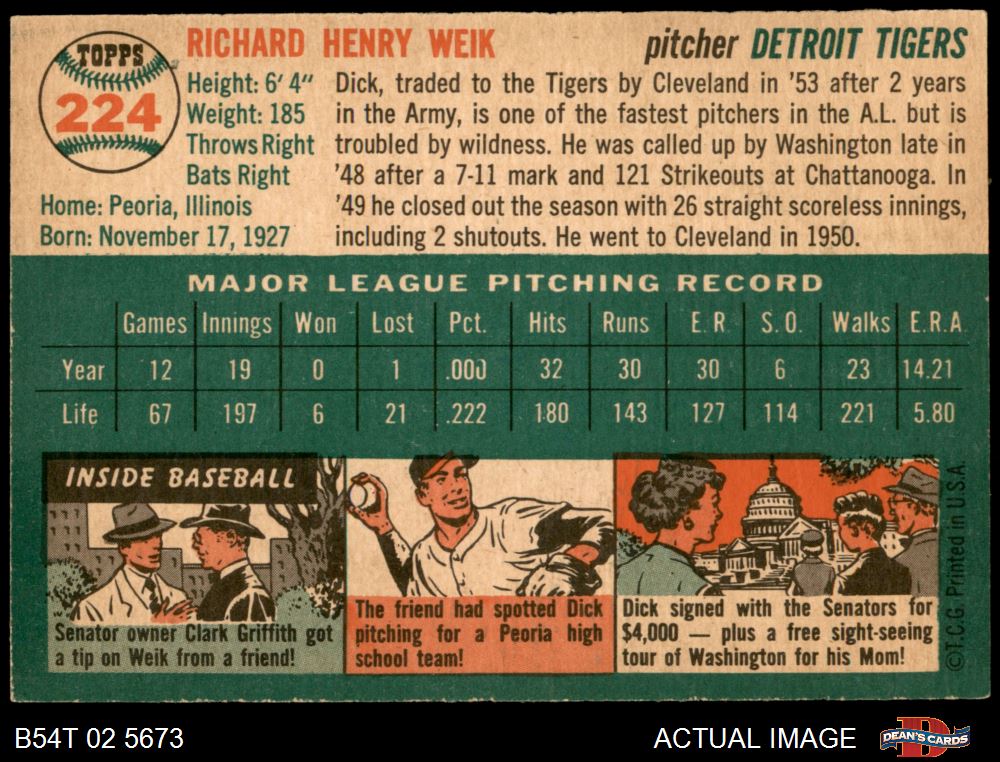 TOPPS
224
RICHARD HENRY WEIK
pitcher DETROIT TIGERS
Height: 6' 4"
Weight: 185
Throws Right
Bats Right
Home: Peoria, Illinois
Born: November 17, 1927
Dick, traded to the Tigers by Cleveland in '53 after 2 years
in the Army, is one of the fastest pitchers in the A.L. but is
troubled by wildness. He was called up by Washington late in
'48 after a 7-11 mark and 121 Strikeouts at Chattanooga. In
'49 he closed out the season with 26 straight scoreless innings,
including 2 shutouts. He went to Cleveland in 1950.
MAJOR LEAGUE PITCHING RECORD
Games Innings Won Lost Pct. Hits Runs E.R. S.O. Walks E.R.A.
Year 12 19 0 1 .000 32 30 30 6 23 14.21
Life 67 197 6 21 .222 180 143 127 114 221 5.80
INSIDE BASEBALL
Senator owner Clark Griffith got
a tip on Weik from a friend!
The friend had spotted Dick
pitching for a Peoria high
school team!
Dick signed with the Senators for
$4,000 — plus a free sight-seeing
tour of Washington for his Mom!
©T.C.G. Printed in U.S.A.
B54T 02 5673
ACTUAL IMAGE
DEAN'S CARDS